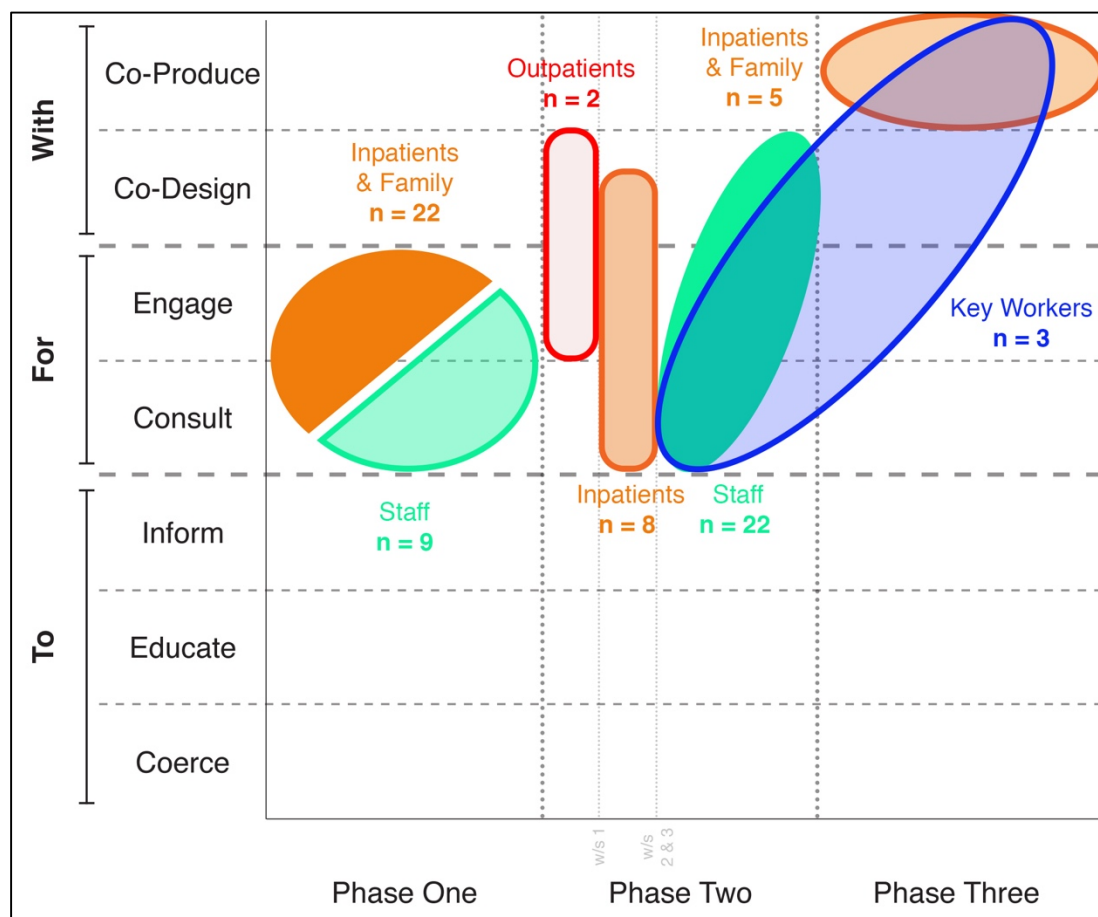 With
For
To
Co-Produce
Co-Design
Engage
Consult
Inform
Educate
Coerce
Inpatients
& Family
n = 22
Staff
n = 9
Outpatients
n = 2
Inpatients
n = 8
Inpatients
& Family
n = 5
Staff
n = 22
Key Workers
n = 3
w/s 1
w/s
2 & 3
Phase One
Phase Two
Phase Three